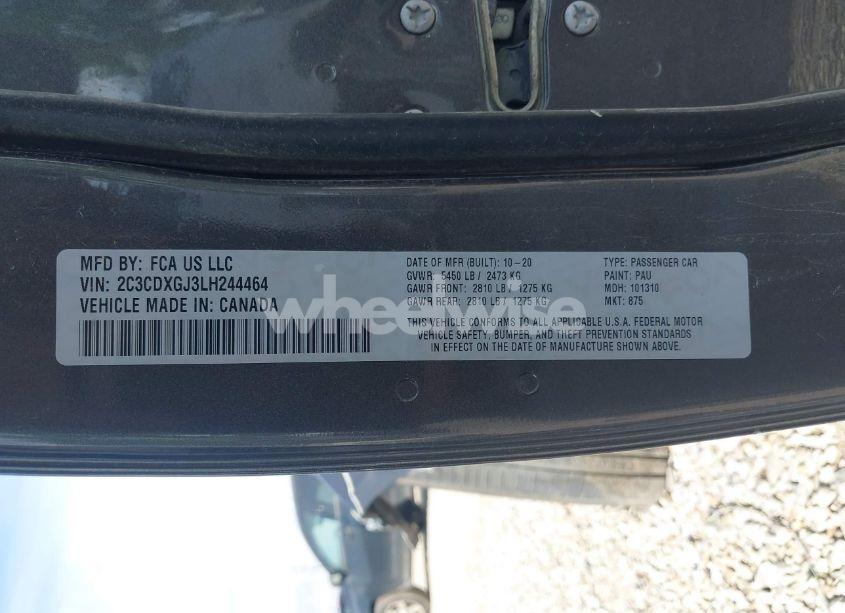 MFD BY: FCA US LLC
VIN: 2C3CDXGJ3LH244464
VEHICLE MADE IN: CANADA
DATE OF MFR (BUILT): 10-20
GVWR: 5450 LB / 2473 KG
GAWR FRONT: 2810 LB / 1275 KG
GAWR REAR: 2810 LB / 1275 KG
TYPE: PASSENGER CAR
PAINT: PAU
MDH: 101310
MKT: 875
THIS VEHICLE CONFORMS TO ALL APPLICABLE U.S.A. FEDERAL MOTOR
VEHICLE SAFETY, BUMPER, AND THEFT PREVENTION STANDARDS
IN EFFECT ON THE DATE OF MANUFACTURE SHOWN ABOVE.
wheelwise